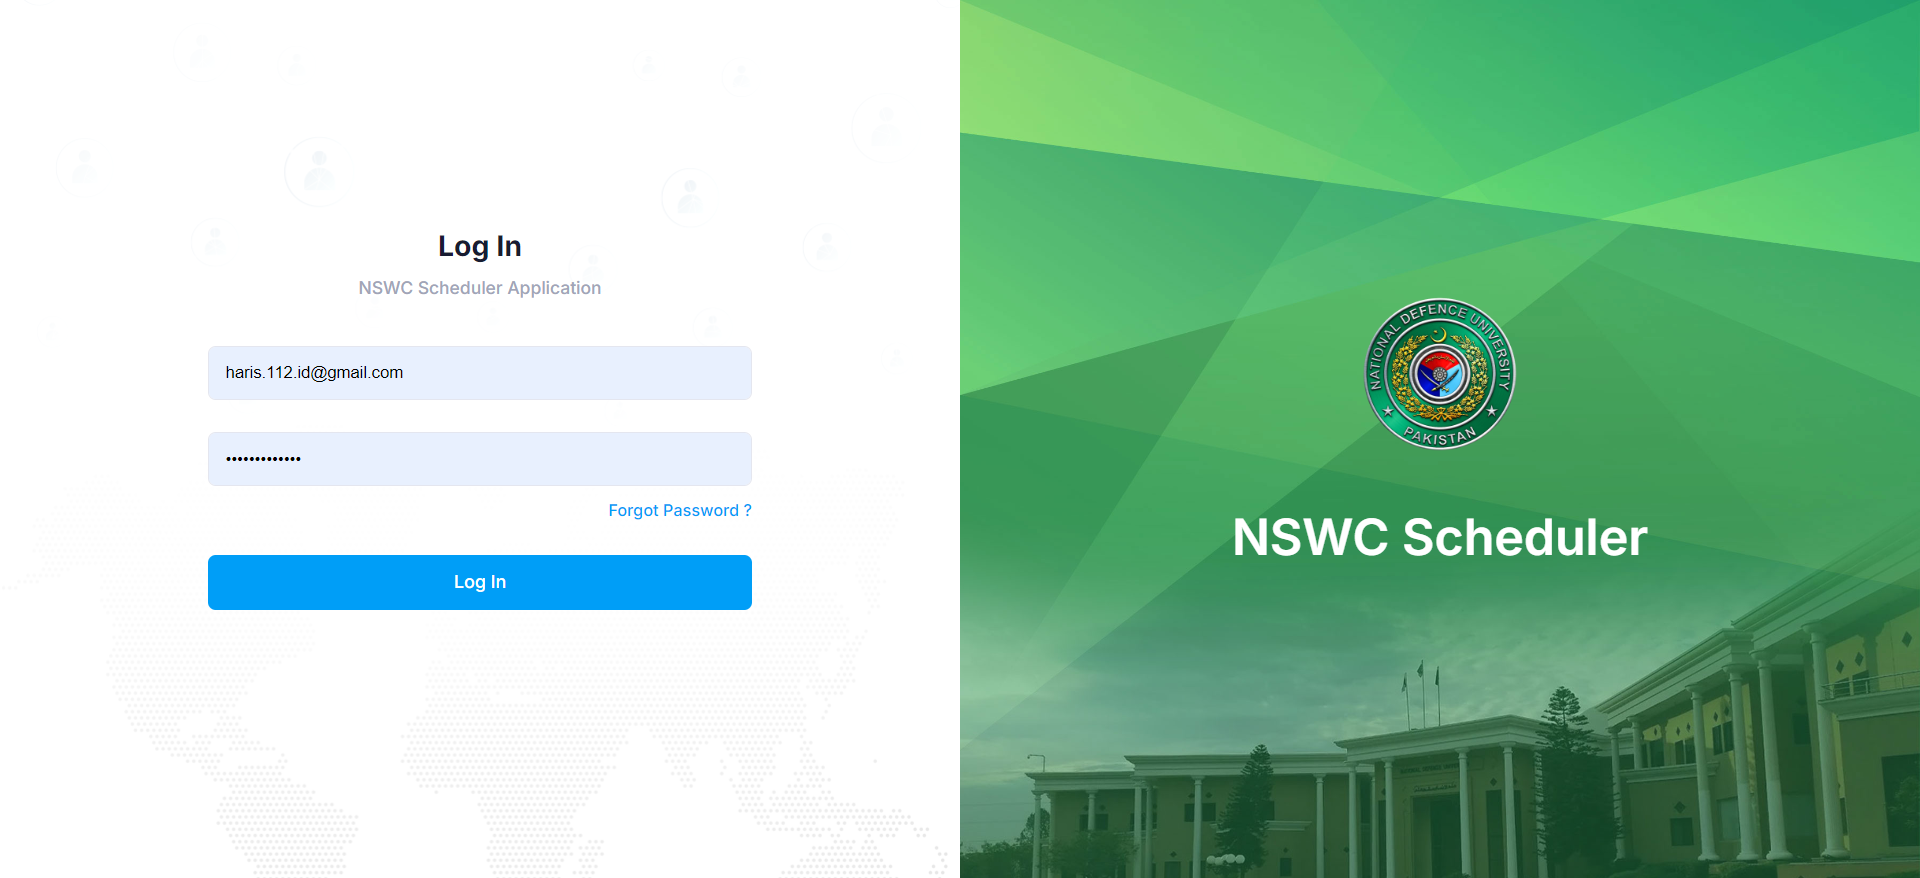 Log In
NSWC Scheduler Application
haris.112.id@gmail.com
•••••••••••••
Forgot Password ?
Log In
NATIONAL DEFENCE UNIVERSITY
PAKISTAN
NSWC Scheduler